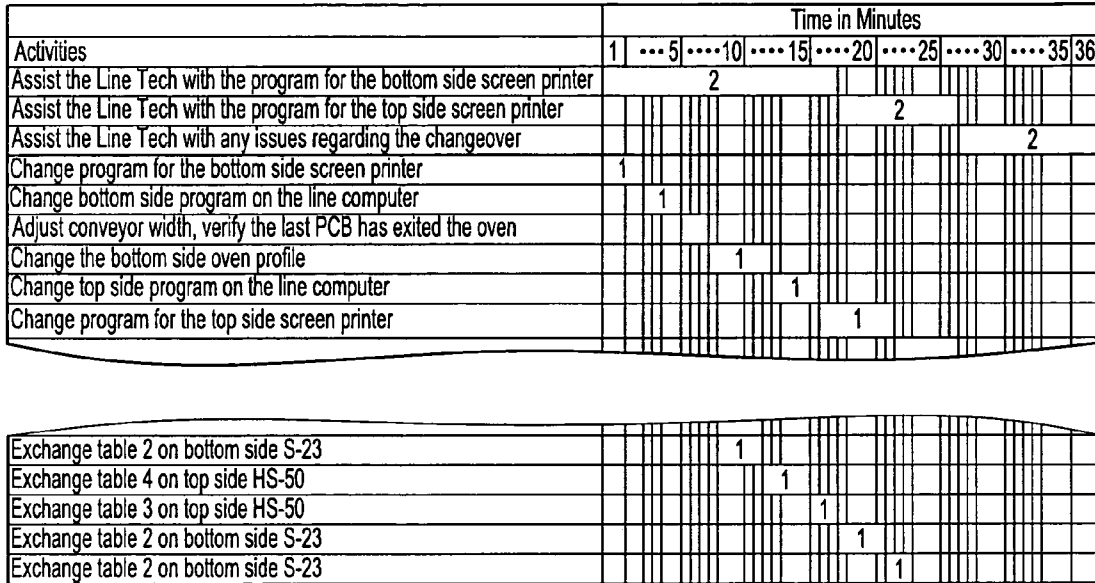 Time in Minutes
Activities 1 ••••5 ••••10 ••••15 ••••20 ••••25 ••••30 ••••35 36
Assist the Line Tech with the program for the bottom side screen printer 2
Assist the Line Tech with the program for the top side screen printer 2
Assist the Line Tech with any issues regarding the changeover 2
Change program for the bottom side screen printer 1
Change bottom side program on the line computer 1
Adjust conveyor width, verify the last PCB has exited the oven
Change the bottom side oven profile 1
Change top side program on the line computer 1
Change program for the top side screen printer 1
Exchange table 2 on bottom side S-23 1
Exchange table 4 on top side HS-50 1
Exchange table 3 on top side HS-50 1
Exchange table 2 on bottom side S-23 1
Exchange table 2 on bottom side S-23 1